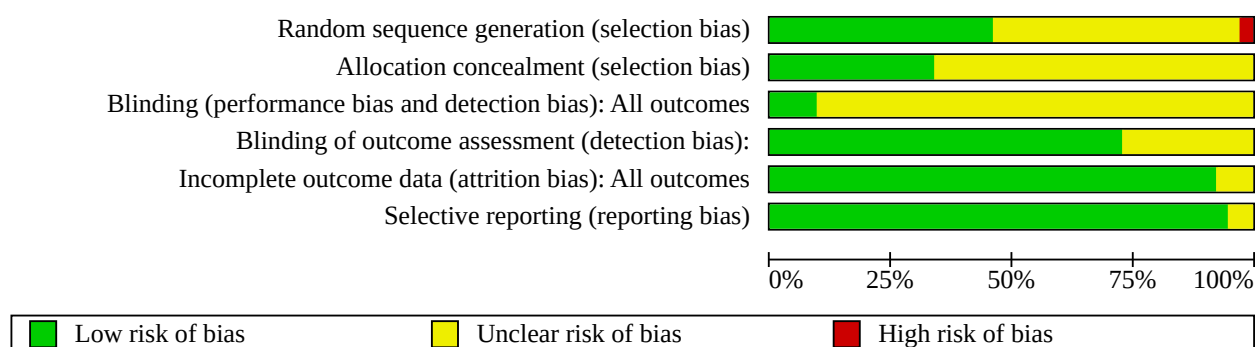 Random sequence generation (selection bias)
Allocation concealment (selection bias)
Blinding (performance bias and detection bias): All outcomes
Blinding of outcome assessment (detection bias):
Incomplete outcome data (attrition bias): All outcomes
Selective reporting (reporting bias)
0% 25% 50% 75% 100%
Low risk of bias Unclear risk of bias High risk of bias